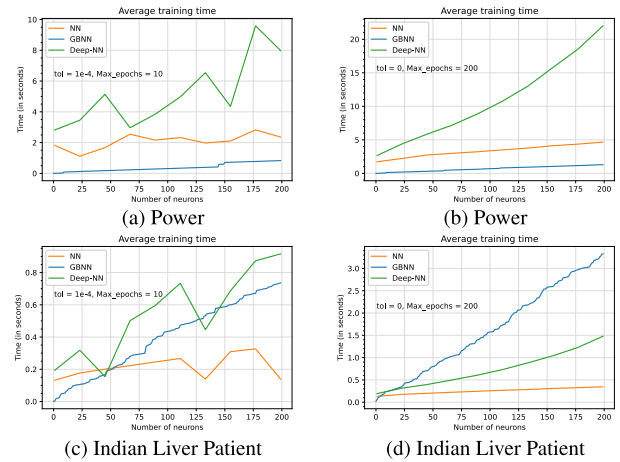 Average training time
NN
GBNN
Deep-NN
tol = 1e-4, Max_epochs = 10
Time (in seconds)
0
2
4
6
8
10
0 25 50 75 100 125 150 175 200
Number of neurons
(a) Power
Average training time
NN
GBNN
Deep-NN
tol = 0, Max_epochs = 200
Time (in seconds)
0
5
10
15
20
0 25 50 75 100 125 150 175 200
Number of neurons
(b) Power
Average training time
NN
GBNN
Deep-NN
tol = 1e-4, Max_epochs = 10
Time (in seconds)
0.0
0.2
0.4
0.6
0.8
0 25 50 75 100 125 150 175 200
Number of neurons
(c) Indian Liver Patient
Average training time
NN
GBNN
Deep-NN
tol = 0, Max_epochs = 200
Time (in seconds)
0.0
0.5
1.0
1.5
2.0
2.5
3.0
0 25 50 75 100 125 150 175 200
Number of neurons
(d) Indian Liver Patient